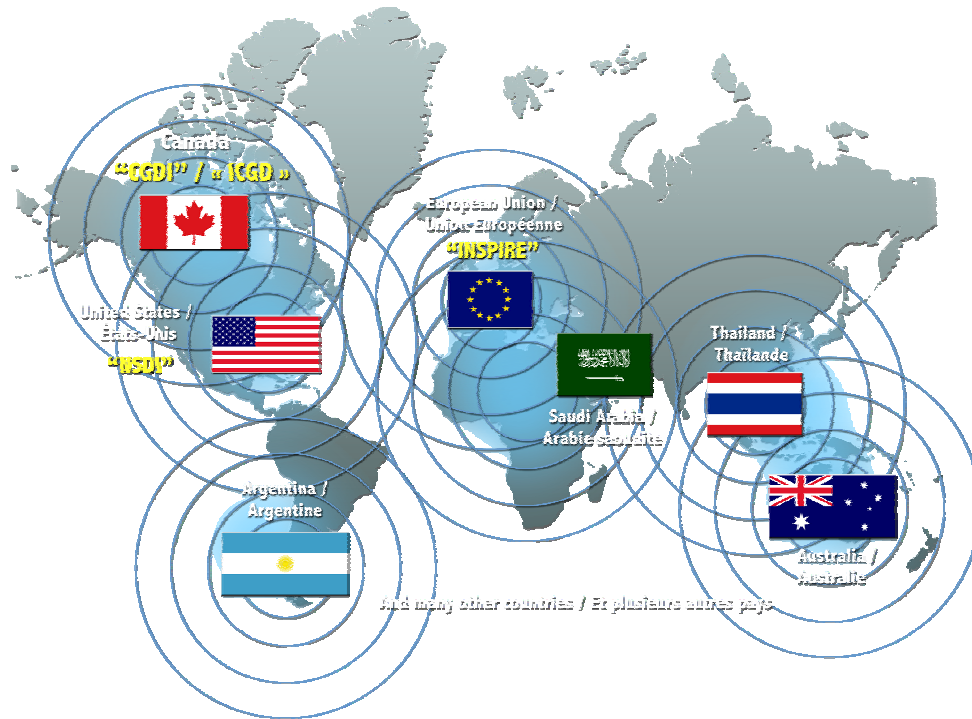 Canada
“CGDI” / « ICGD »
European Union /
Union Européenne
“INSPIRE”
United States /
États-Unis
“NSDI”
Thailand /
Thaïlande
Saudi Arabia /
Arabie saoudite
Argentina /
Argentine
Australia /
Australie
And many other countries / Et plusieurs autres pays